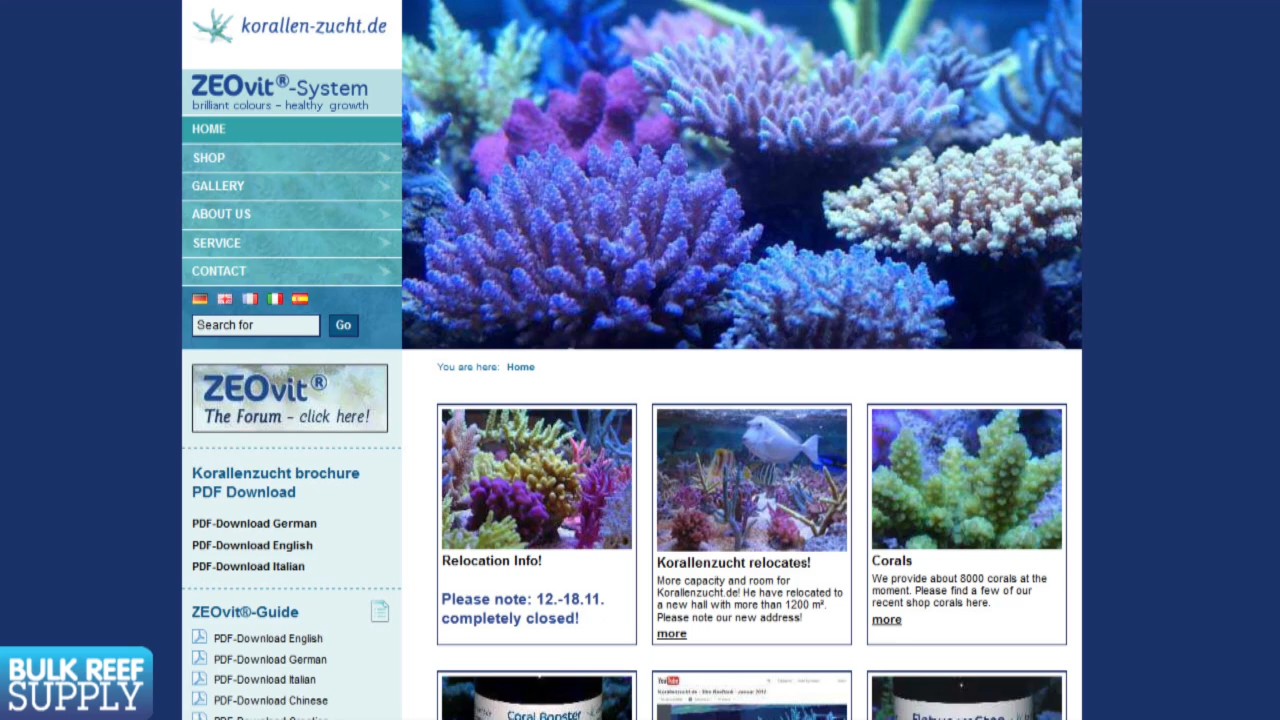 korallen-zucht.de
ZEOvit®-System
brilliant colours – healthy growth
HOME
SHOP
GALLERY
ABOUT US
SERVICE
CONTACT
Search for
Go
ZEOvit®
The Forum – click here!
Korallenzucht brochure
PDF Download
PDF-Download German
PDF-Download English
PDF-Download Italian
ZEOvit®-Guide
PDF-Download English
PDF-Download German
PDF-Download Italian
PDF-Download Chinese
You are here: Home
Relocation Info!
Please note: 12.-18.11.
completely closed!
Korallenzucht relocates!
More capacity and room for
Korallenzucht.de! He have relocated to
a new hall with more than 1200 m².
Please note our new address!
more
Corals
We provide about 8000 corals at the
moment. Please find a few of our
recent shop corals here.
more
Coral Booster
YouTube
BULK REEF
SUPPLY